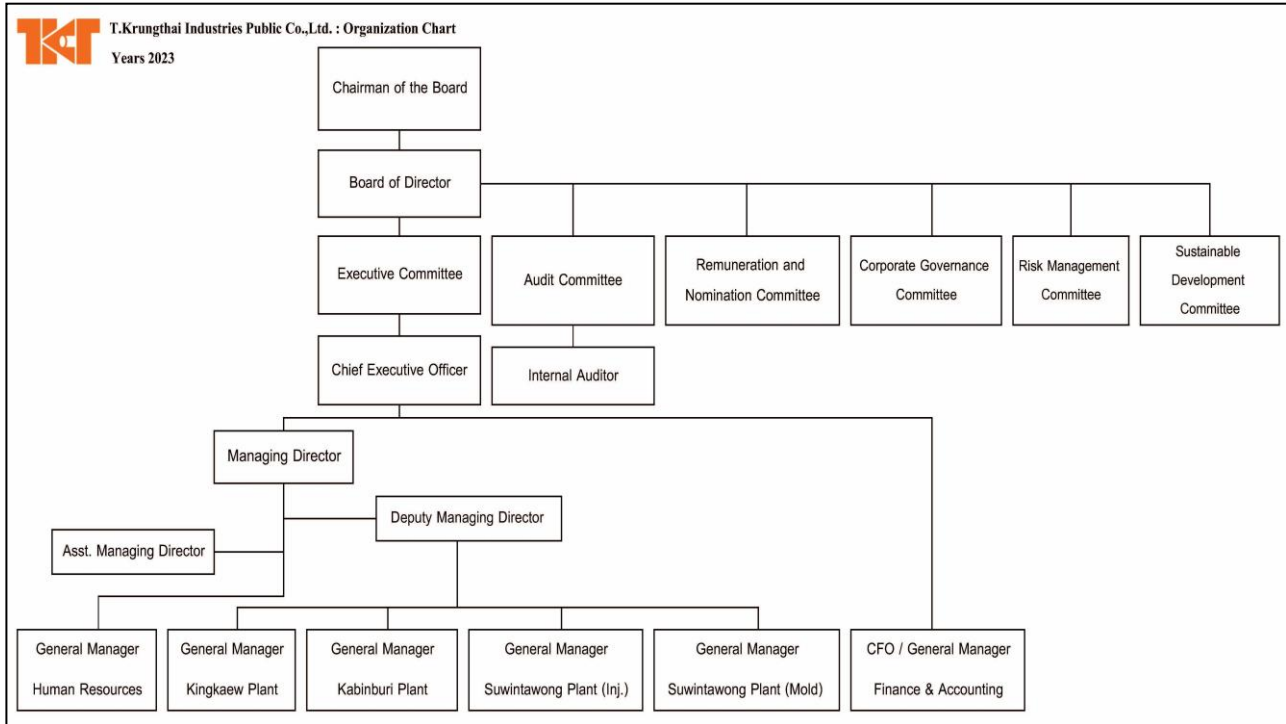 TKT
T.Krungthai Industries Public Co.,Ltd. : Organization Chart
Years 2023
Chairman of the Board
Board of Director
Executive Committee
Audit Committee
Remuneration and
Nomination Committee
Corporate Governance
Committee
Risk Management
Committee
Sustainable
Development
Committee
Chief Executive Officer
Internal Auditor
Managing Director
Deputy Managing Director
Asst. Managing Director
General Manager
Human Resources
General Manager
Kingkaew Plant
General Manager
Kabinburi Plant
General Manager
Suwintawong Plant (Inj.)
General Manager
Suwintawong Plant (Mold)
CFO / General Manager
Finance & Accounting